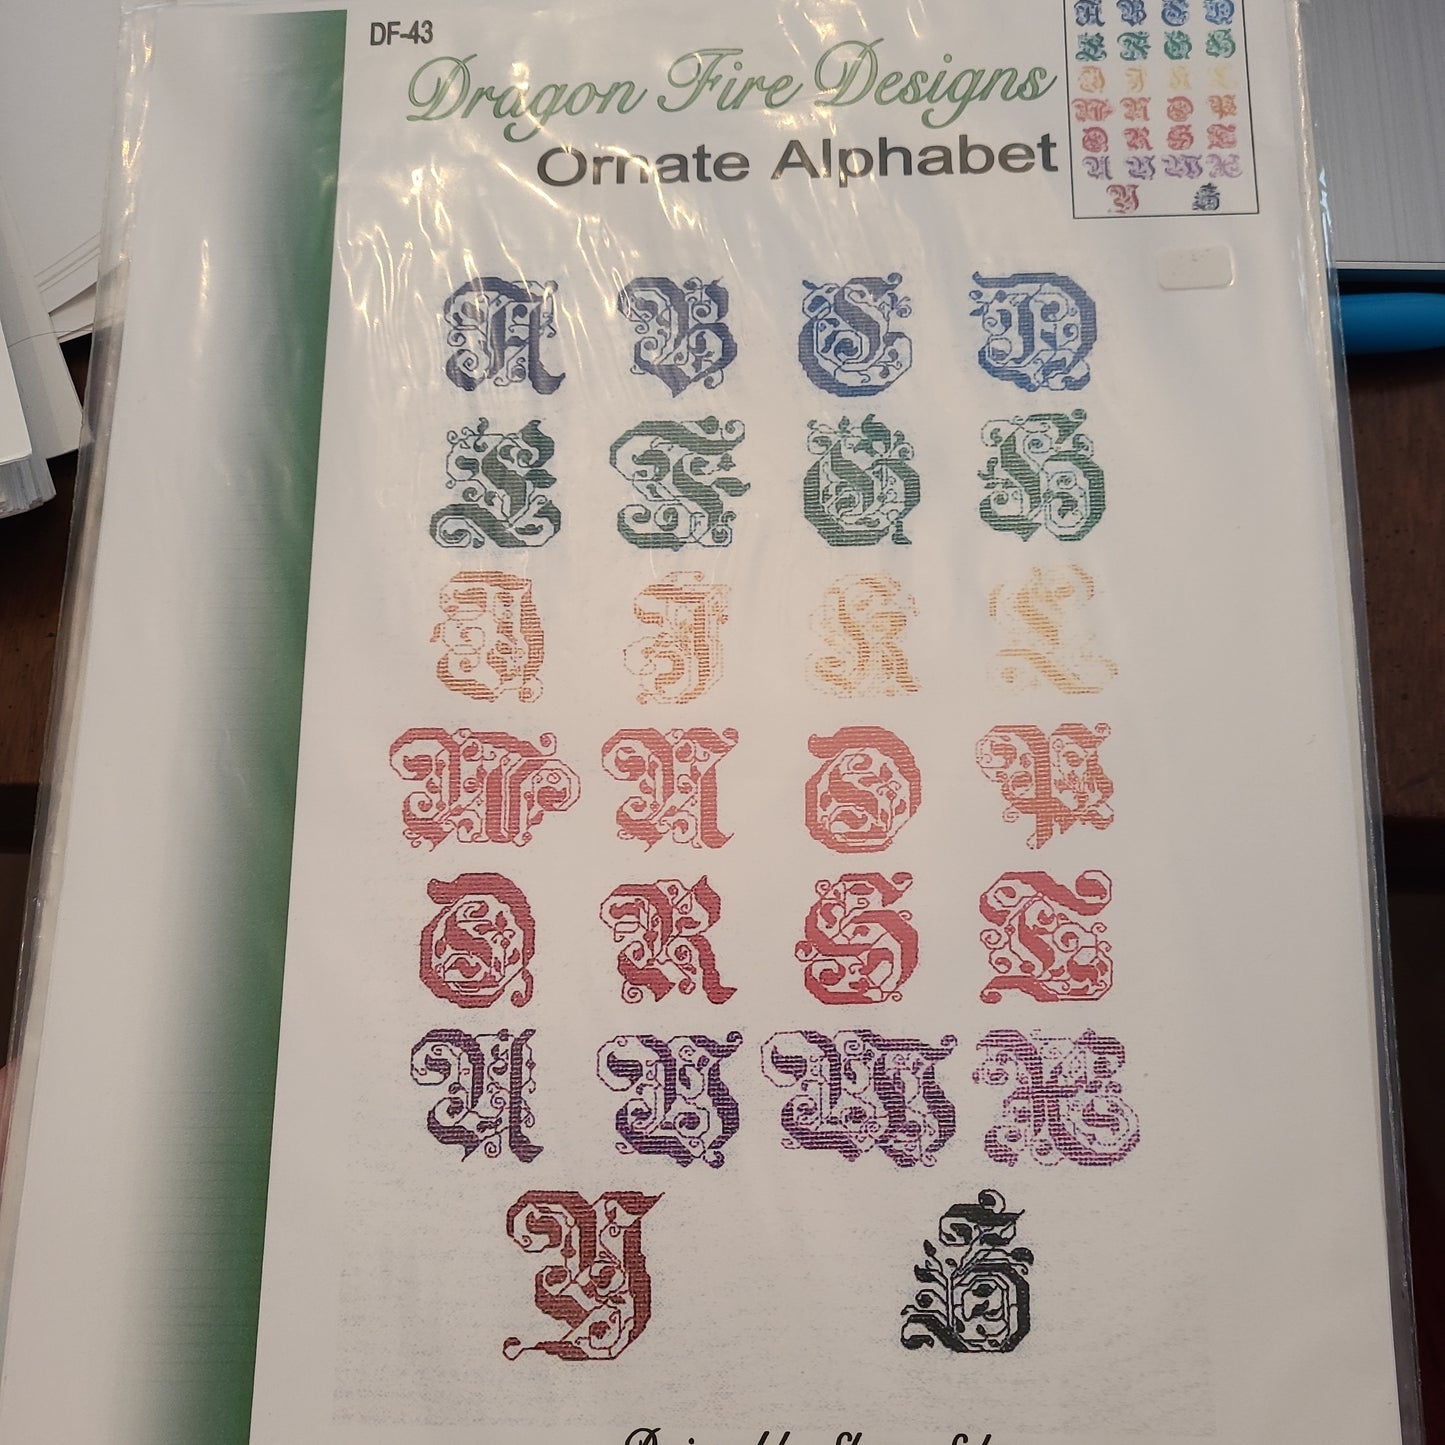 DF-43
Dragon Fire Designs
Ornate Alphabet
A B C D
E F G H
I J K L
M N O P
Q R S T
U V W X
Y Z